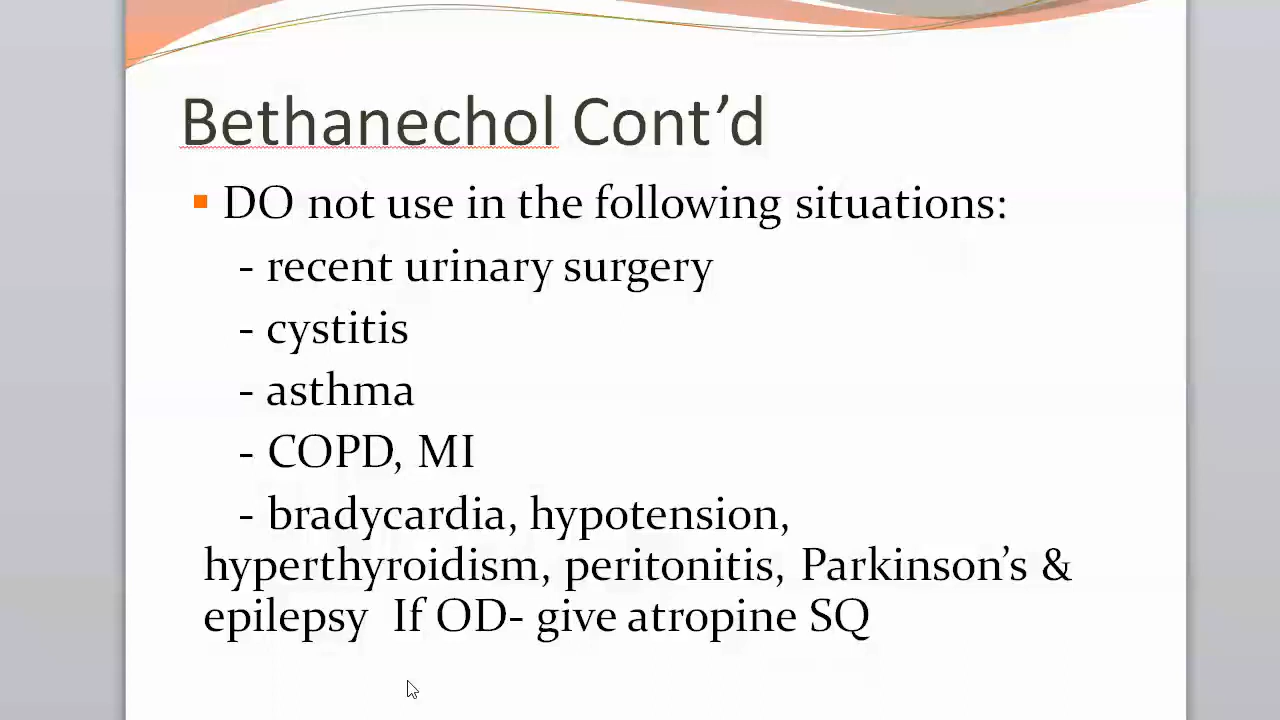 Bethanechol Cont’d
▪ DO not use in the following situations:
- recent urinary surgery
- cystitis
- asthma
- COPD, MI
- bradycardia, hypotension,
hyperthyroidism, peritonitis, Parkinson’s &
epilepsy  If OD- give atropine SQ